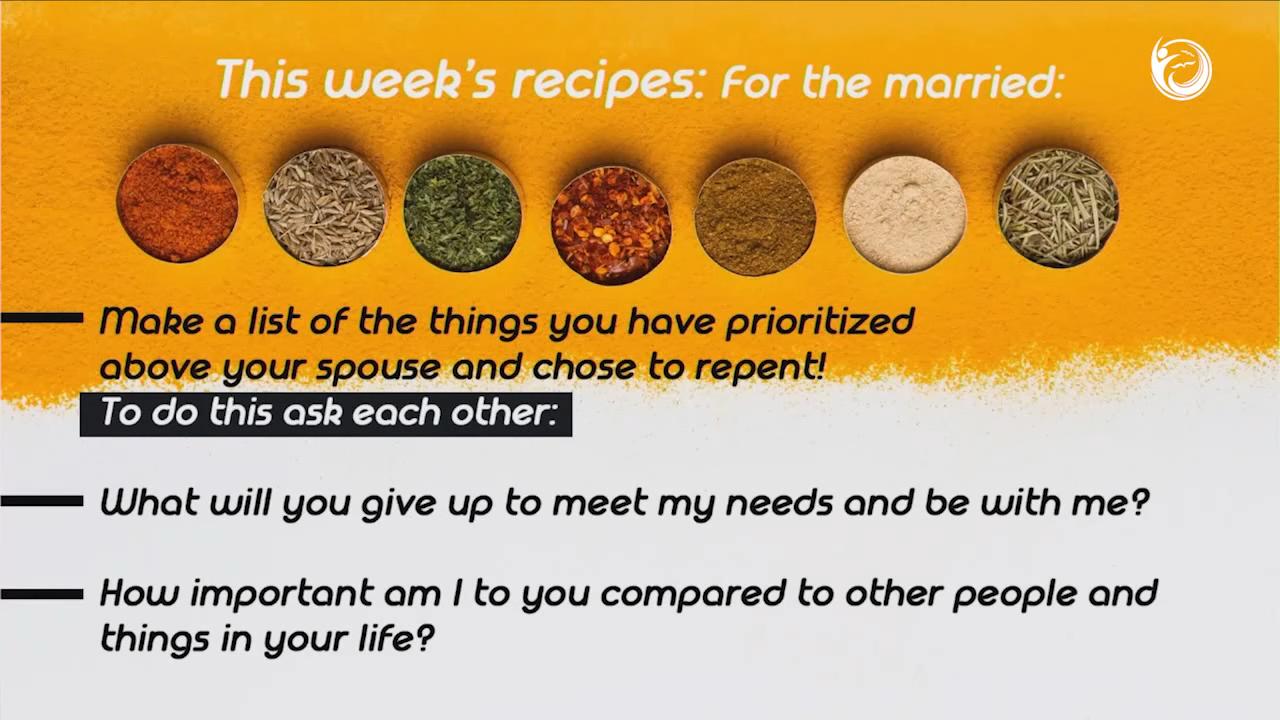 This week's recipes: For the married:
Make a list of the things you have prioritized
above your spouse and chose to repent!
To do this ask each other:
What will you give up to meet my needs and be with me?
How important am I to you compared to other people and
things in your life?